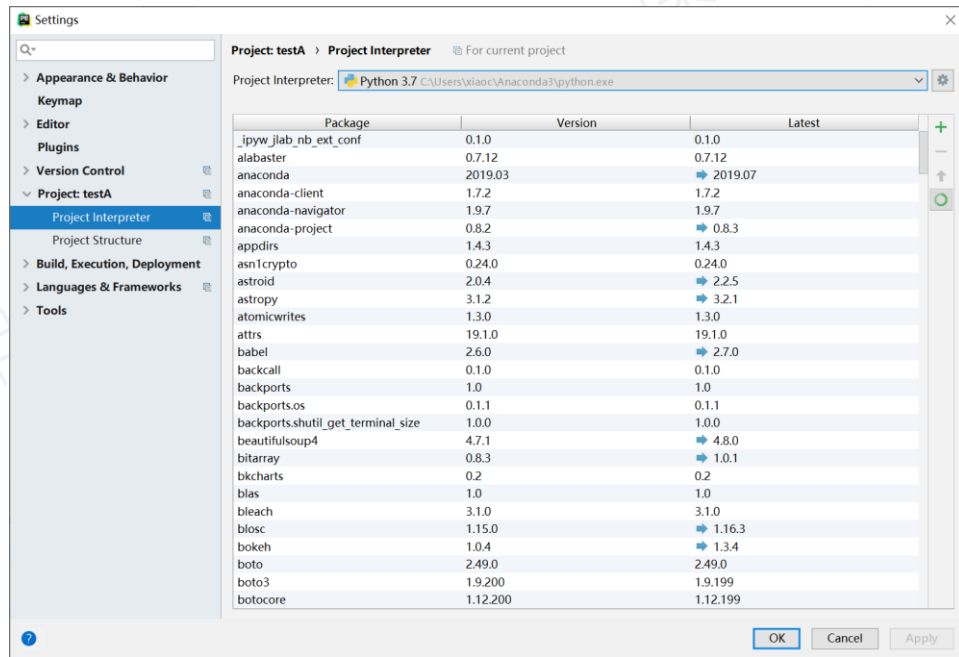 Settings
Project: testA > Project Interpreter For current project
Project Interpreter: Python 3.7 C:\Users\xiaoc\Anaconda3\python.exe
Appearance & Behavior
Keymap
Editor
Plugins
Version Control
Project: testA
Project Interpreter
Project Structure
Build, Execution, Deployment
Languages & Frameworks
Tools
Package Version Latest
_ipyw_jlab_nb_ext_conf 0.1.0 0.1.0
alabaster 0.7.12 0.7.12
anaconda 2019.03 2019.07
anaconda-client 1.7.2 1.7.2
anaconda-navigator 1.9.7 1.9.7
anaconda-project 0.8.2 0.8.3
appdirs 1.4.3 1.4.3
asn1crypto 0.24.0 0.24.0
astroid 2.0.4 2.2.5
astropy 3.1.2 3.2.1
atomicwrites 1.3.0 1.3.0
attrs 19.1.0 19.1.0
babel 2.6.0 2.7.0
backcall 0.1.0 0.1.0
backports 1.0 1.0
backports.os 0.1.1 0.1.1
backports.shutil_get_terminal_size 1.0.0 1.0.0
beautifulsoup4 4.7.1 4.8.0
bitarray 0.8.3 1.0.1
bkcharts 0.2 0.2
blas 1.0 1.0
bleach 3.1.0 3.1.0
blosc 1.15.0 1.16.3
bokeh 1.0.4 1.3.4
boto 2.49.0 2.49.0
boto3 1.9.200 1.9.199
botocore 1.12.200 1.12.199
OK Cancel Apply